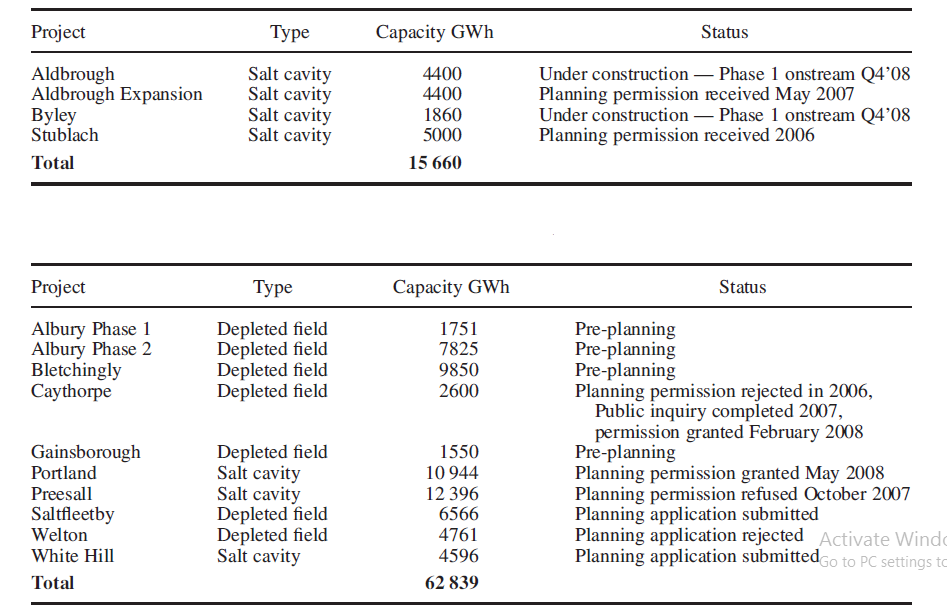 Project Type Capacity GWh Status
Aldbrough Salt cavity 4400 Under construction — Phase 1 onstream Q4’08
Aldbrough Expansion Salt cavity 4400 Planning permission received May 2007
Byley Salt cavity 1860 Under construction — Phase 1 onstream Q4’08
Stublach Salt cavity 5000 Planning permission received 2006
Total 15 660
Project Type Capacity GWh Status
Albury Phase 1 Depleted field 1751 Pre-planning
Albury Phase 2 Depleted field 7825 Pre-planning
Bletchingly Depleted field 9850 Pre-planning
Caythorpe Depleted field 2600 Planning permission rejected in 2006,
Public inquiry completed 2007,
permission granted February 2008
Gainsborough Depleted field 1550 Pre-planning
Portland Salt cavity 10 944 Planning permission granted May 2008
Preesall Salt cavity 12 396 Planning permission refused October 2007
Saltfleetby Depleted field 6566 Planning application submitted
Welton Depleted field 4761 Planning application rejected
White Hill Salt cavity 4596 Planning application submitted
Total 62 839
Activate Windo
Go to PC settings to